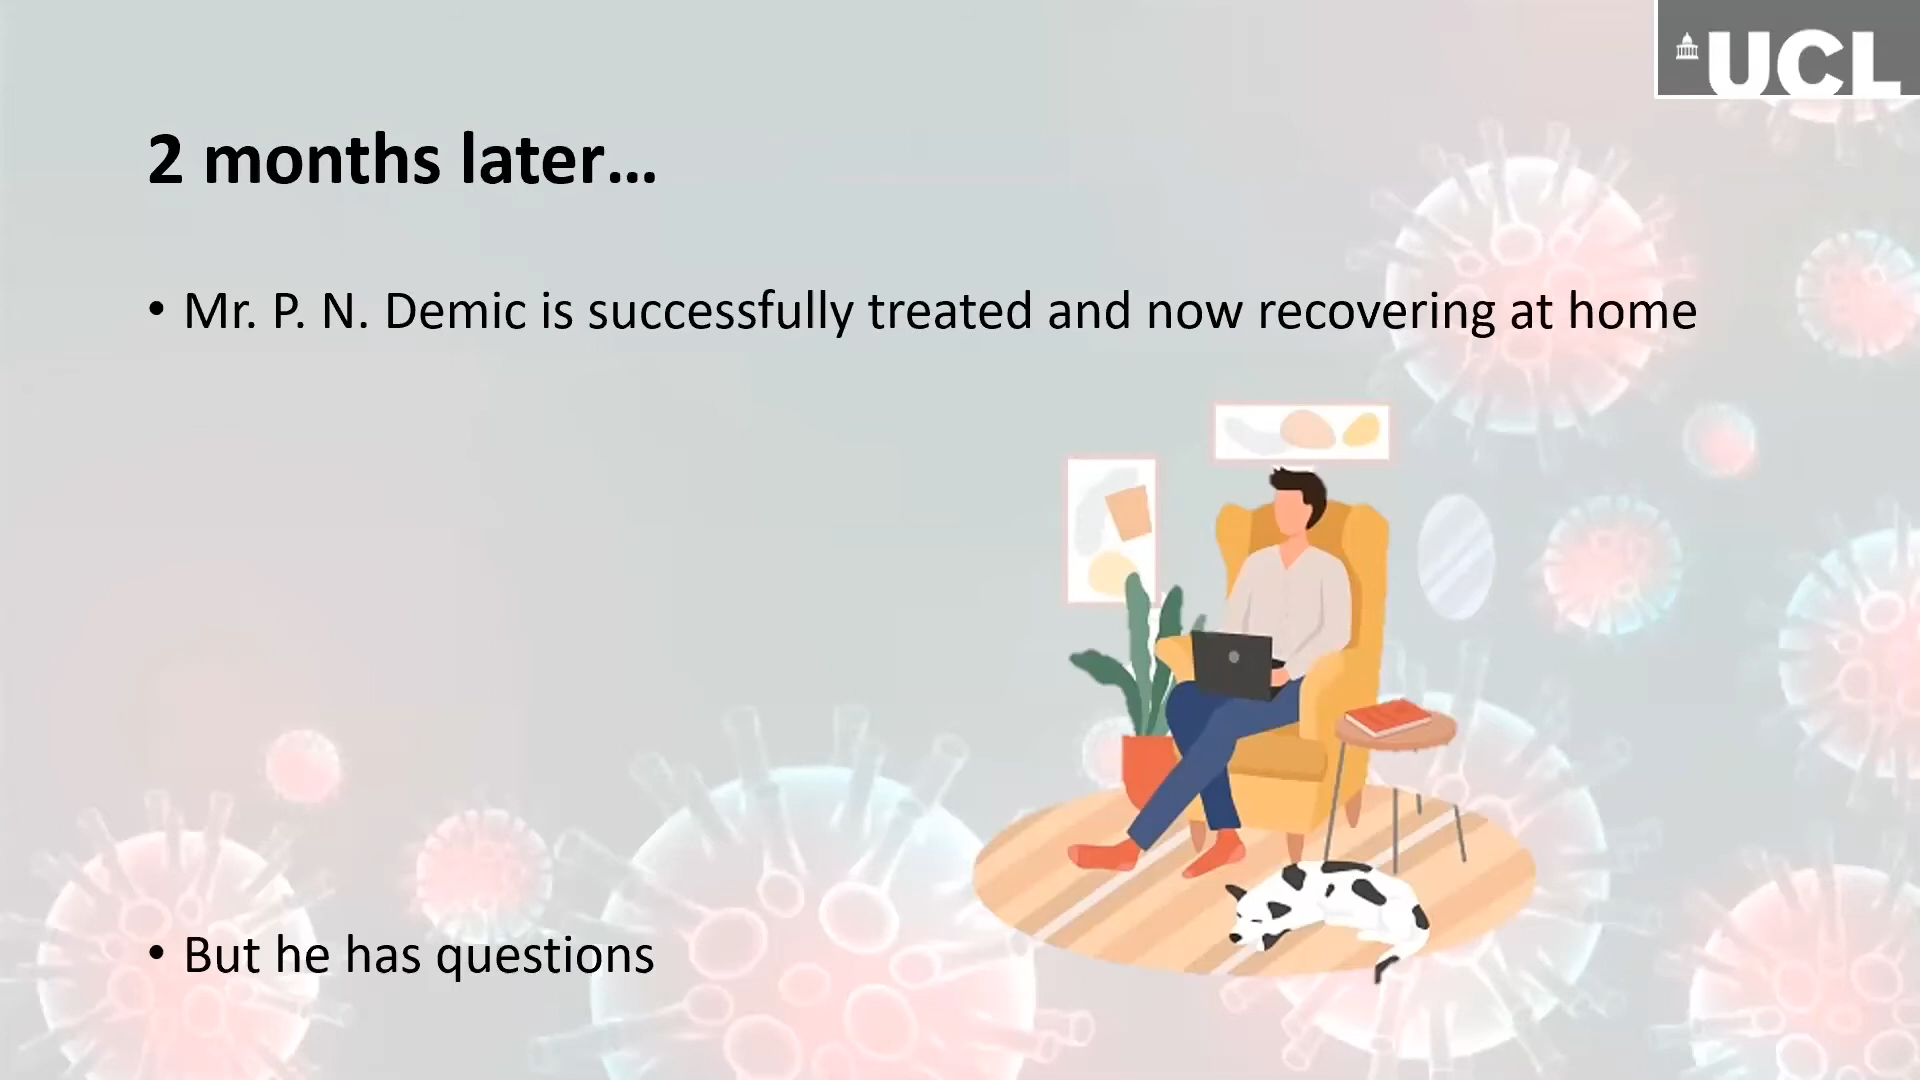 UCL
2 months later...
• Mr. P. N. Demic is successfully treated and now recovering at home
• But he has questions